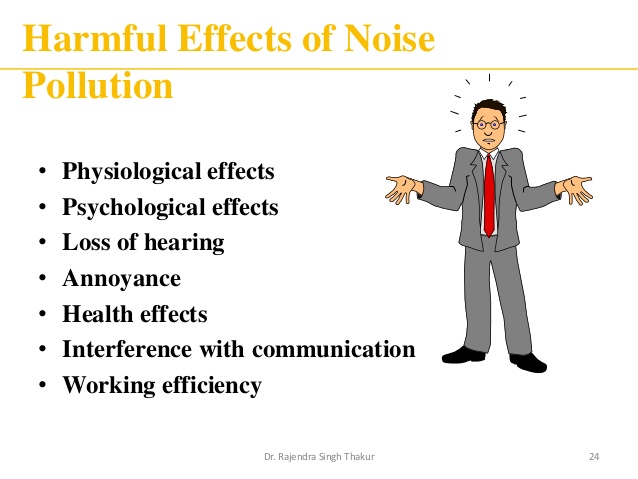 Harmful Effects of Noise
Pollution
• Physiological effects
• Psychological effects
• Loss of hearing
• Annoyance
• Health effects
• Interference with communication
• Working efficiency
Dr. Rajendra Singh Thakur
24